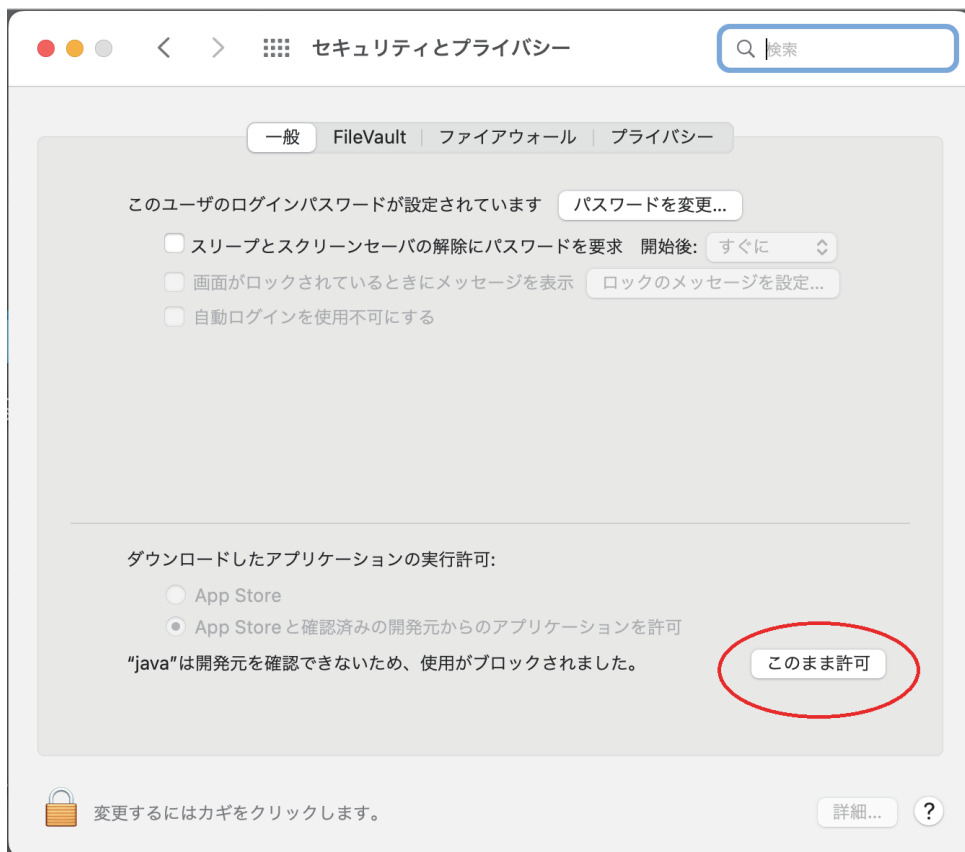 セキュリティとプライバシー
検索
一般 FileVault ファイアウォール プライバシー
このユーザのログインパスワードが設定されています パスワードを変更...
スリープとスクリーンセーバの解除にパスワードを要求 開始後: すぐに
画面がロックされているときにメッセージを表示 ロックのメッセージを設定...
自動ログインを使用不可にする
ダウンロードしたアプリケーションの実行許可:
App Store
App Storeと確認済みの開発元からのアプリケーションを許可
“java”は開発元を確認できないため、使用がブロックされました。 このまま許可
変更するにはカギをクリックします。 詳細... ?